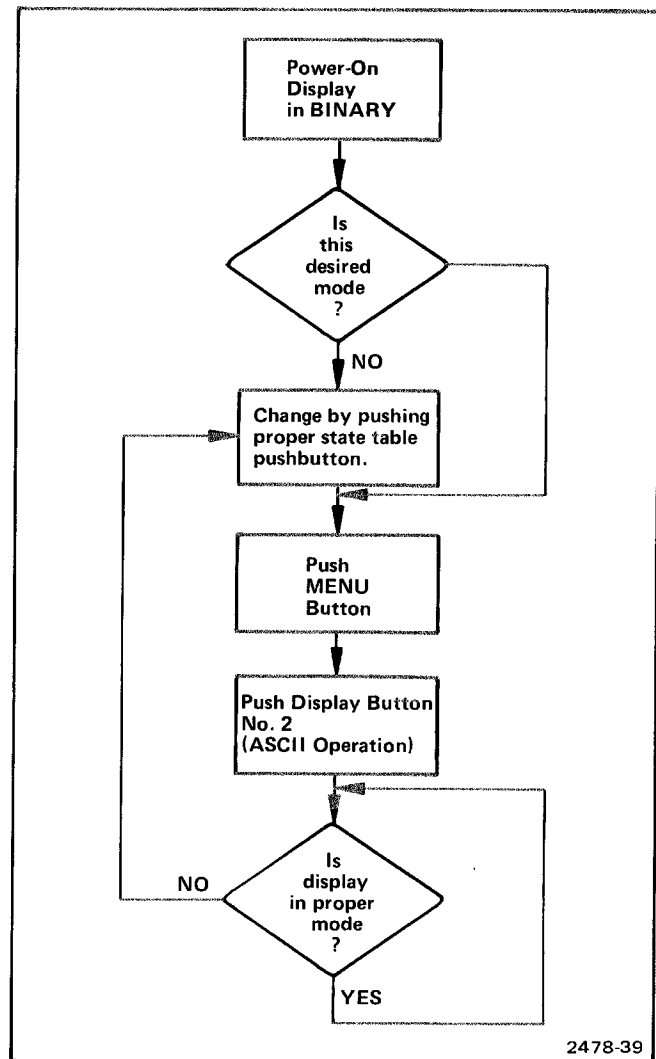 Power-On
Display
in BINARY
Is
this
desired
mode
?
NO
Change by pushing
proper state table
pushbutton.
Push
MENU
Button
Push Display Button
No. 2
(ASCII Operation)
Is
display
in proper
mode
?
NO
YES
2478-39